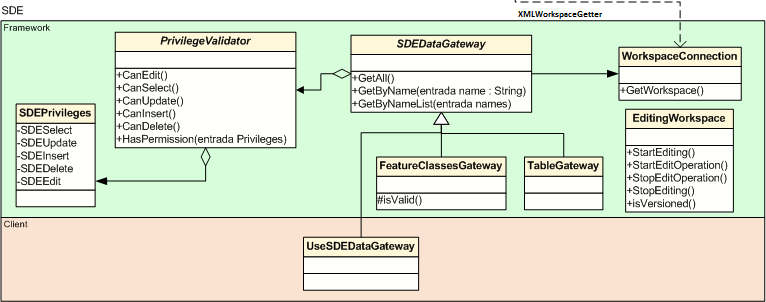 SDE
XMLWorkspaceGetter
Framework
PrivilegeValidator
+CanEdit()
+CanSelect()
+CanUpdate()
+CanInsert()
+CanDelete()
+HasPermission(entrada Privileges)
SDEDataGateway
+GetAll()
+GetByName(entrada name : String)
+GetByNameList(entrada names)
WorkspaceConnection
+GetWorkspace()
SDEPrivileges
-SDESelect
-SDEUpdate
-SDEInsert
-SDEDelete
-SDEEdit
EditingWorkspace
+StartEditing()
+StartEditOperation()
+StopEditOperation()
+StopEditing()
+isVersioned()
FeatureClassesGateway
#isValid()
TableGateway
Client
UseSDEDataGateway